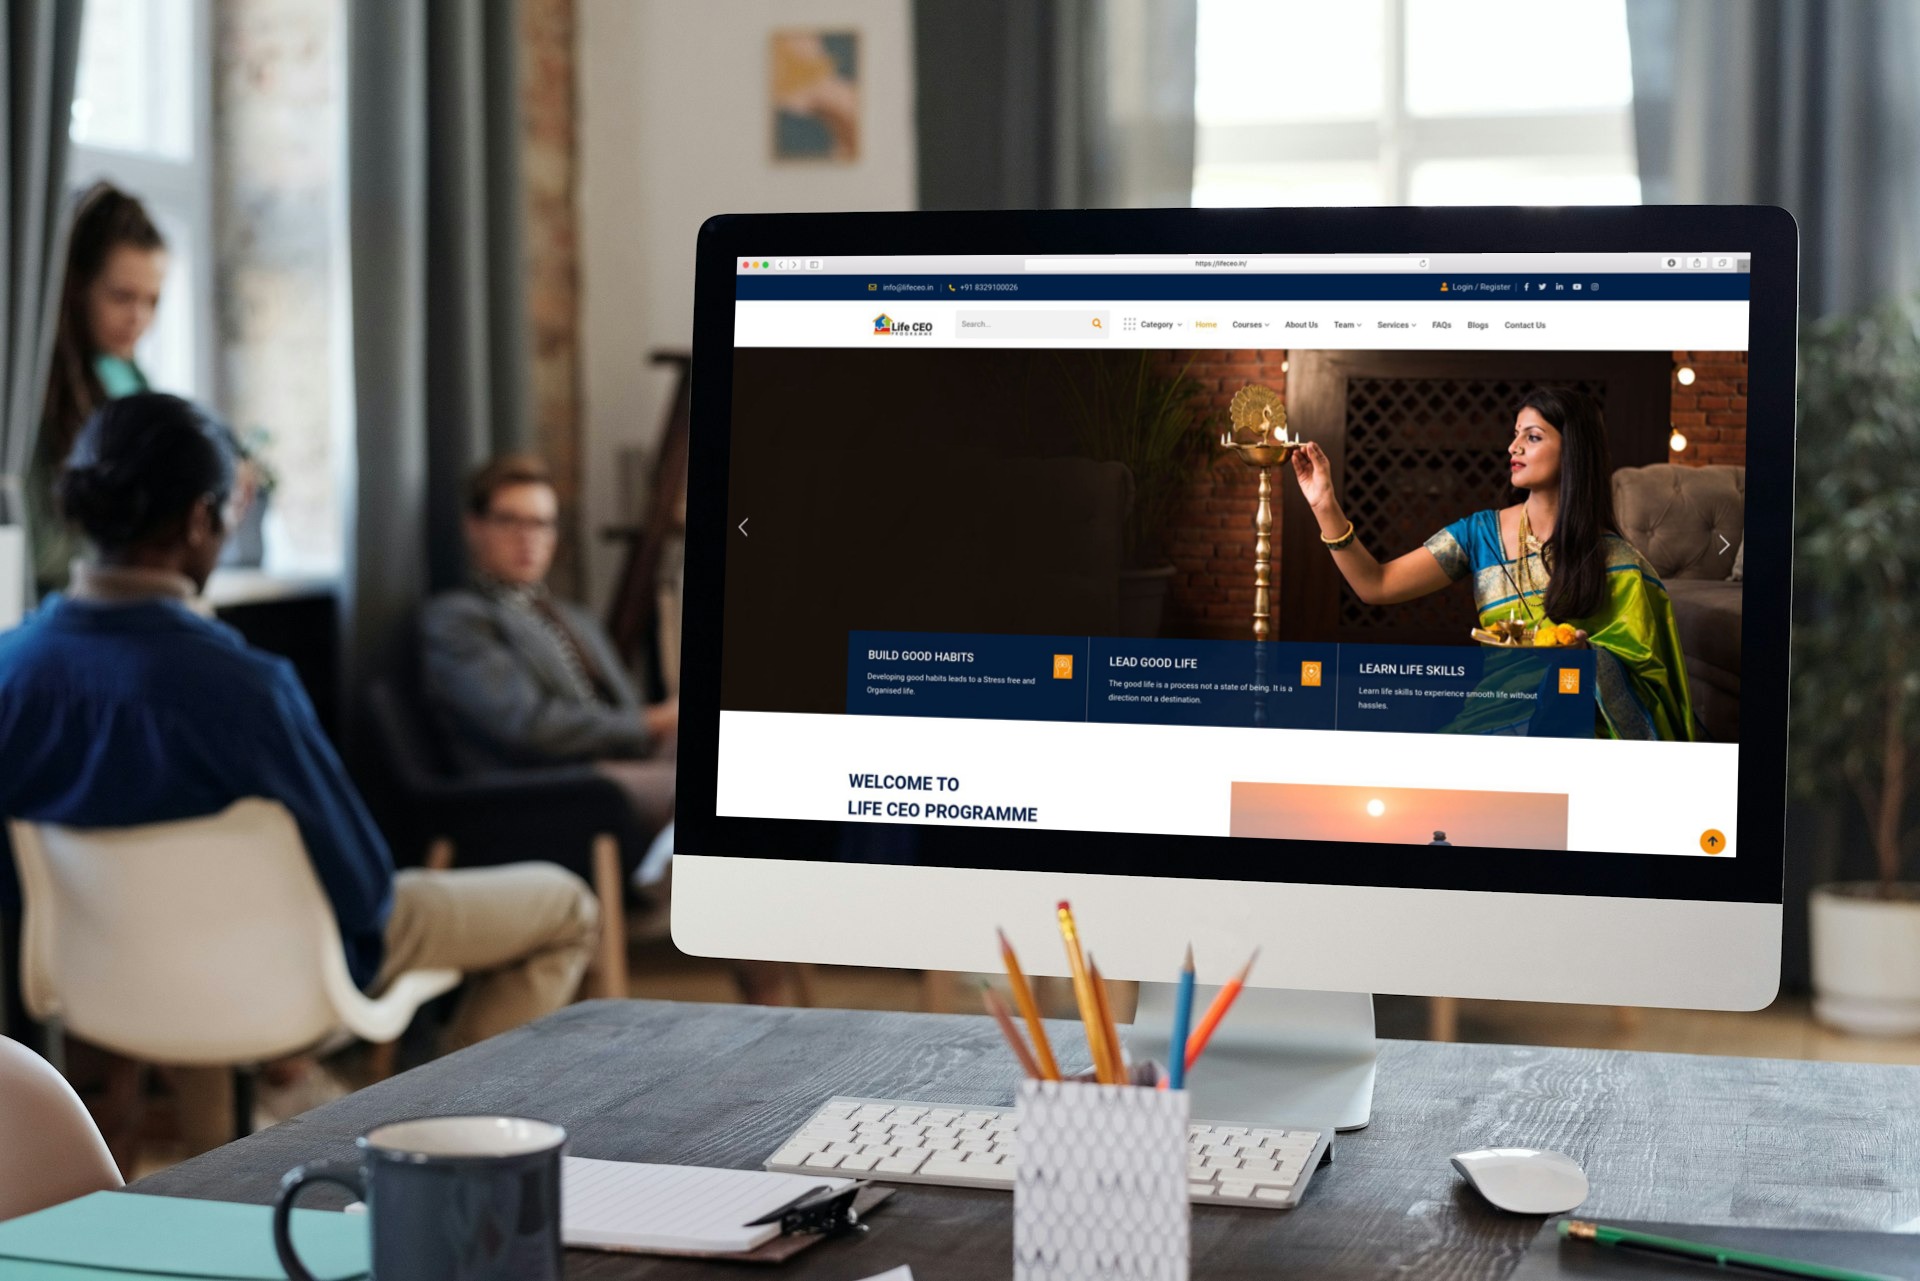 https://lifeceo.in/
info@lifeceo.in | +91 8329100026
Login / Register |
Life CEO
PROGRAMME
Search...
Category
Home
Courses
About Us
Team
Services
FAQs
Blogs
Contact Us
BUILD GOOD HABITS
Developing good habits leads to a Stress free and
Organised life.
LEAD GOOD LIFE
The good life is a process not a state of being. It is a
direction not a destination.
LEARN LIFE SKILLS
Learn life skills to experience smooth life without
hassles.
WELCOME TO
LIFE CEO PROGRAMME